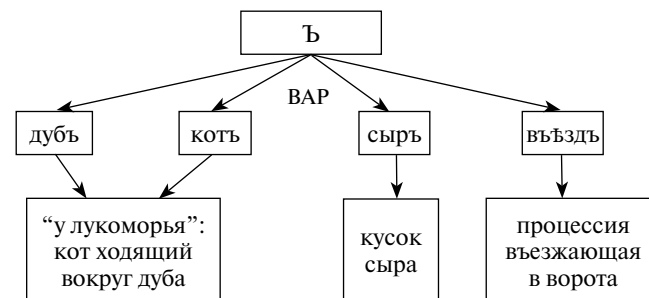 Ъ
ВАР
дубъ
котъ
сыръ
въѣздъ
“у лукоморья”:
кот ходящий
вокруг дуба
кусок
сыра
процессия
въезжающая
в ворота